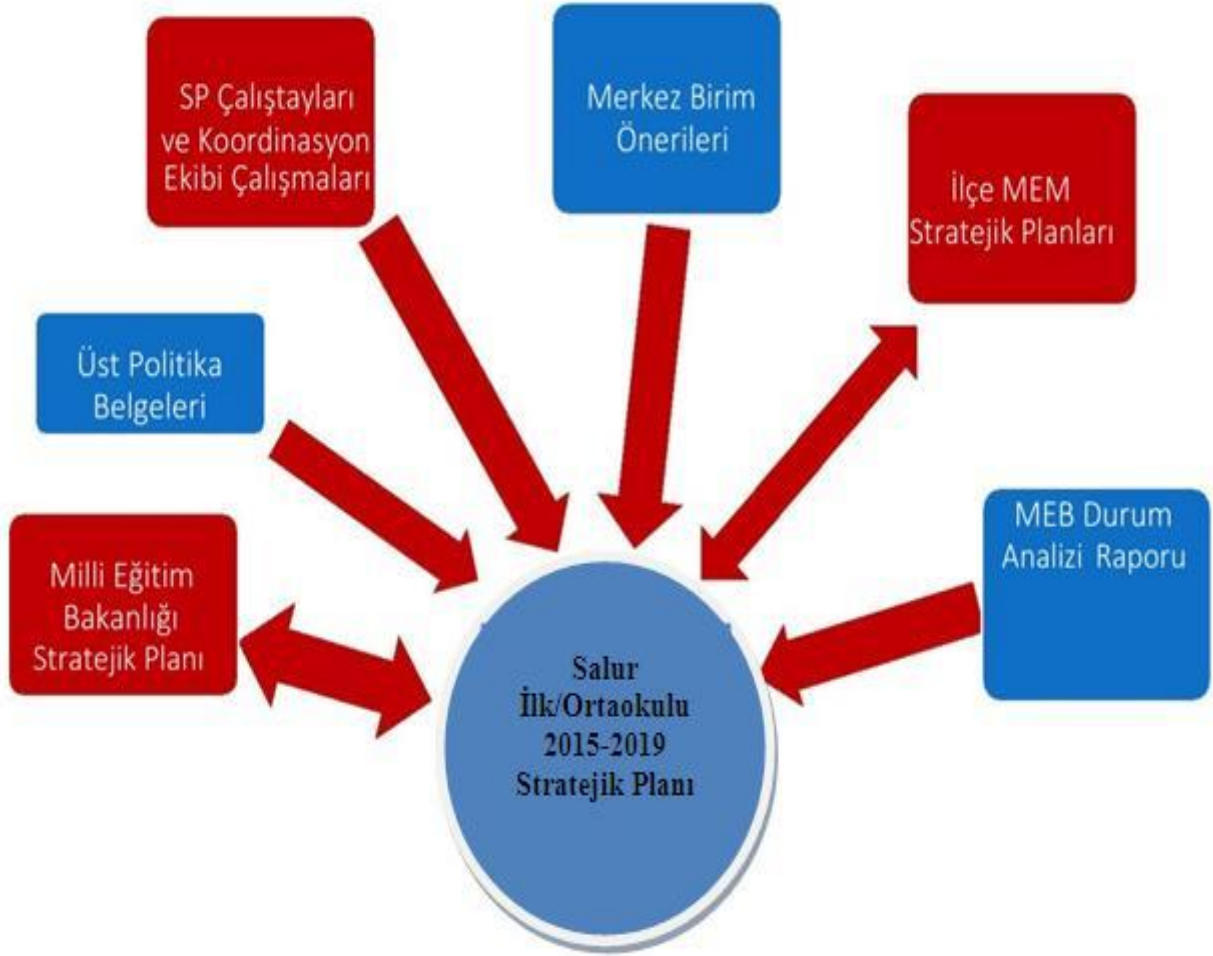 SP Çalıştayları
ve Koordinasyon
Ekibi Çalışmaları
Merkez Birim
Önerileri
İlçe MEM
Stratejik Planları
Üst Politika
Belgeleri
MEB Durum
Analizi Raporu
Milli Eğitim
Bakanlığı
Stratejik Planı
Salur
İlk/Ortaokulu
2015-2019
Stratejik Planı